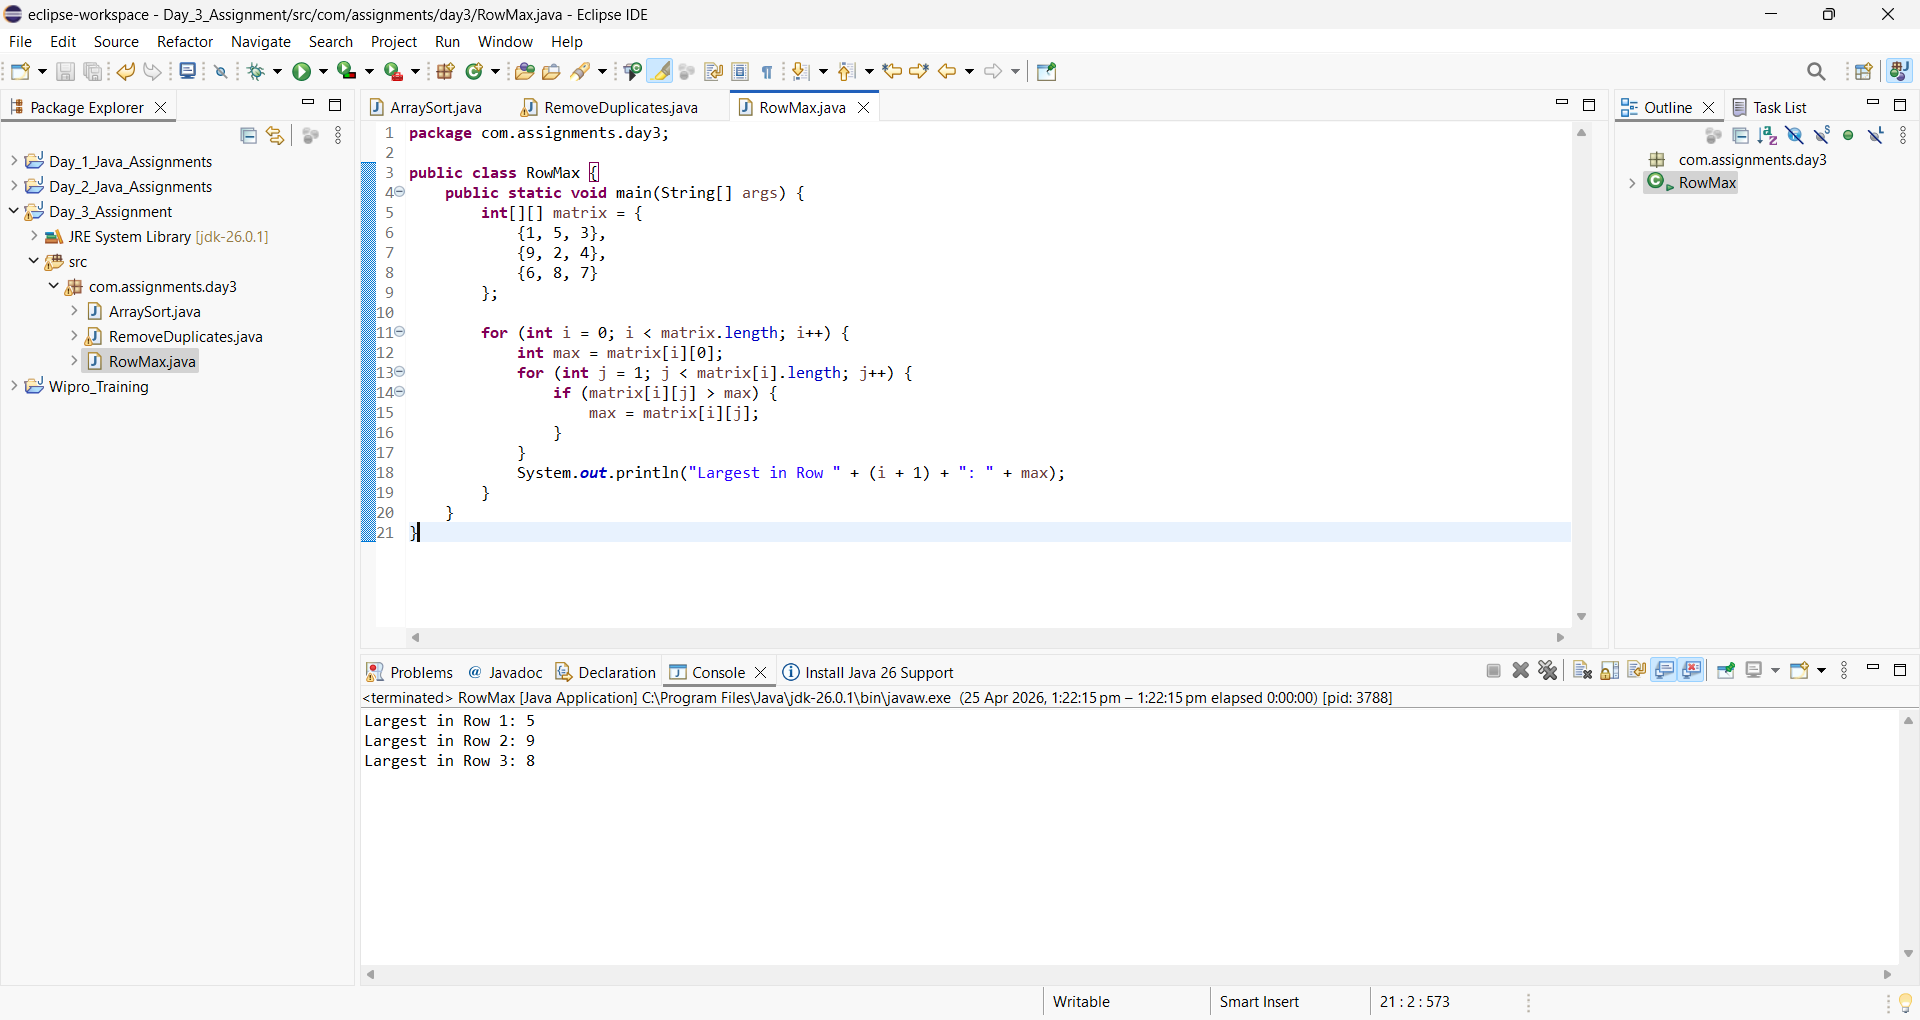 eclipse-workspace - Day_3_Assignment/src/com/assignments/day3/RowMax.java - Eclipse IDE
File Edit Source Refactor Navigate Search Project Run Window Help
Package Explorer
Day_1_Java_Assignments
Day_2_Java_Assignments
Day_3_Assignment
JRE System Library [jdk-26.0.1]
src
com.assignments.day3
ArraySort.java
RemoveDuplicates.java
RowMax.java
Wipro_Training
ArraySort.java RemoveDuplicates.java RowMax.java
1 package com.assignments.day3;
2
3 public class RowMax {
4     public static void main(String[] args) {
5         int[][] matrix = {
6             {1, 5, 3},
7             {9, 2, 4},
8             {6, 8, 7}
9         };
10
11         for (int i = 0; i < matrix.length; i++) {
12             int max = matrix[i][0];
13             for (int j = 1; j < matrix[i].length; j++) {
14                 if (matrix[i][j] > max) {
15                     max = matrix[i][j];
16                 }
17             }
18             System.out.println("Largest in Row " + (i + 1) + ": " + max);
19         }
20     }
21 }
Outline Task List
com.assignments.day3
RowMax
Problems Javadoc Declaration Console Install Java 26 Support
<terminated> RowMax [Java Application] C:\Program Files\Java\jdk-26.0.1\bin\javaw.exe (25 Apr 2026, 1:22:15 pm – 1:22:15 pm elapsed 0:00:00) [pid: 3788]
Largest in Row 1: 5
Largest in Row 2: 9
Largest in Row 3: 8
Writable Smart Insert 21 : 2 : 573